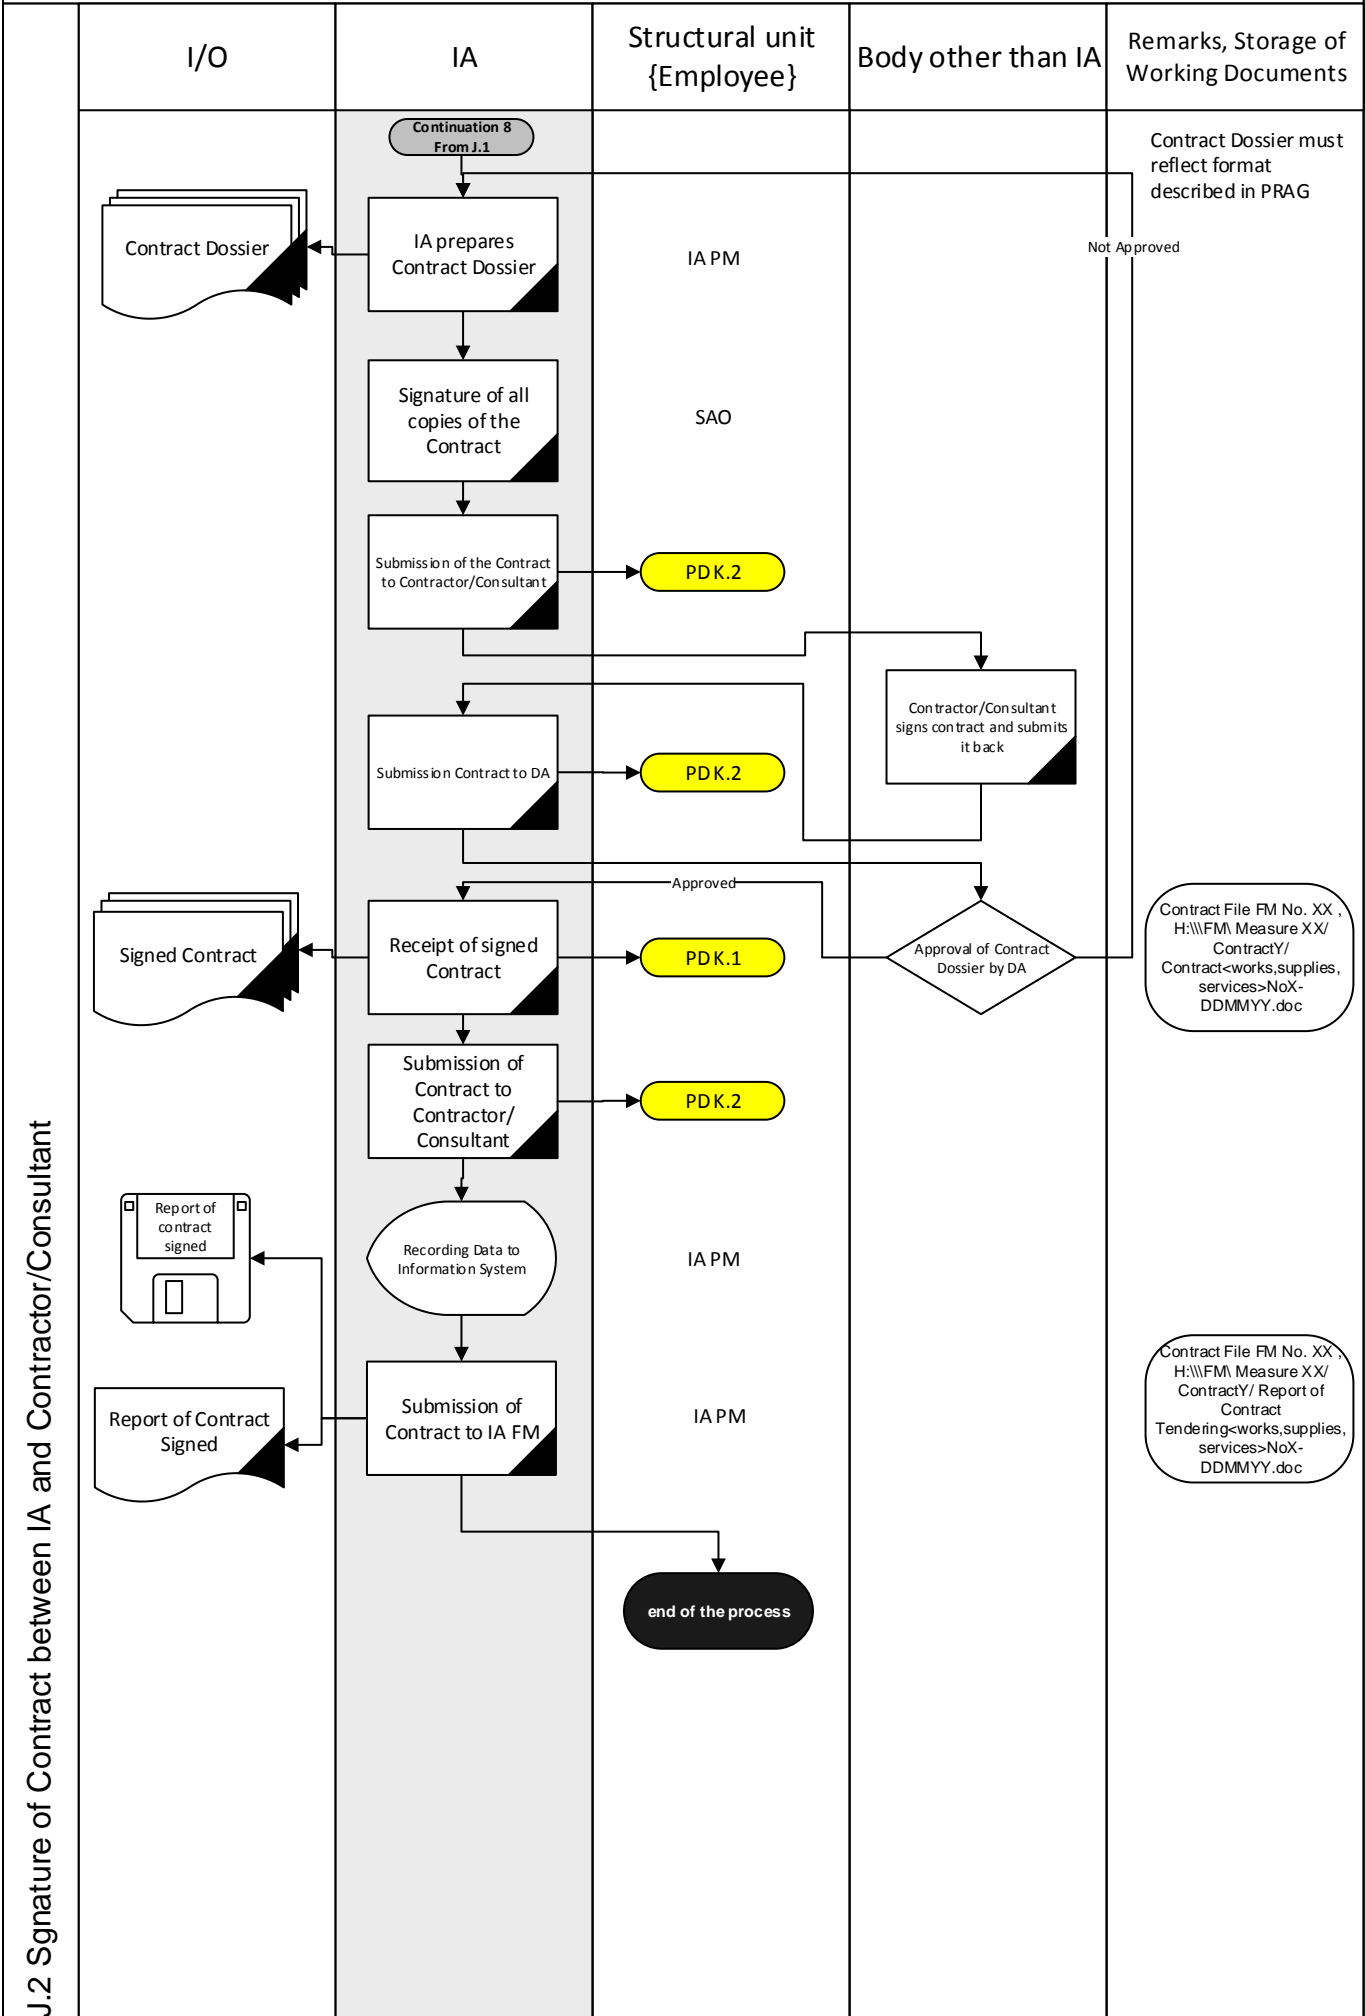 I/O
IA
Structural unit
{Employee}
Body other than IA
Remarks, Storage of
Working Documents
Continuation 8
From J.1
Contract Dossier must
reflect format
described in PRAG
Contract Dossier
IA prepares
Contract Dossier
IA PM
Not Approved
Signature of all
copies of the
Contract
SAO
Submission of the Contract
to Contractor/Consultant
PDK.2
Contractor/Consultant
signs contract and submits
it back
Submission Contract to DA
PDK.2
Approved
Signed Contract
Receipt of signed
Contract
PDK.1
Approval of Contract
Dossier by DA
Contract File FM No. XX ,
H:\\\FM\ Measure XX/
ContractY/
Contract<works,supplies,
services>NoX-
DDMMYY.doc
Submission of
Contract to
Contractor/
Consultant
PDK.2
Report of
contract
signed
Recording Data to
Information System
IA PM
Report of Contract
Signed
Submission of
Contract to IA FM
IA PM
Contract File FM No. XX ,
H:\\\FM\ Measure XX/
ContractY/ Report of
Contract
Tendering<works,supplies,
services>NoX-
DDMMYY.doc
end of the process
J.2 Sgnature of Contract between IA and Contractor/Consultant